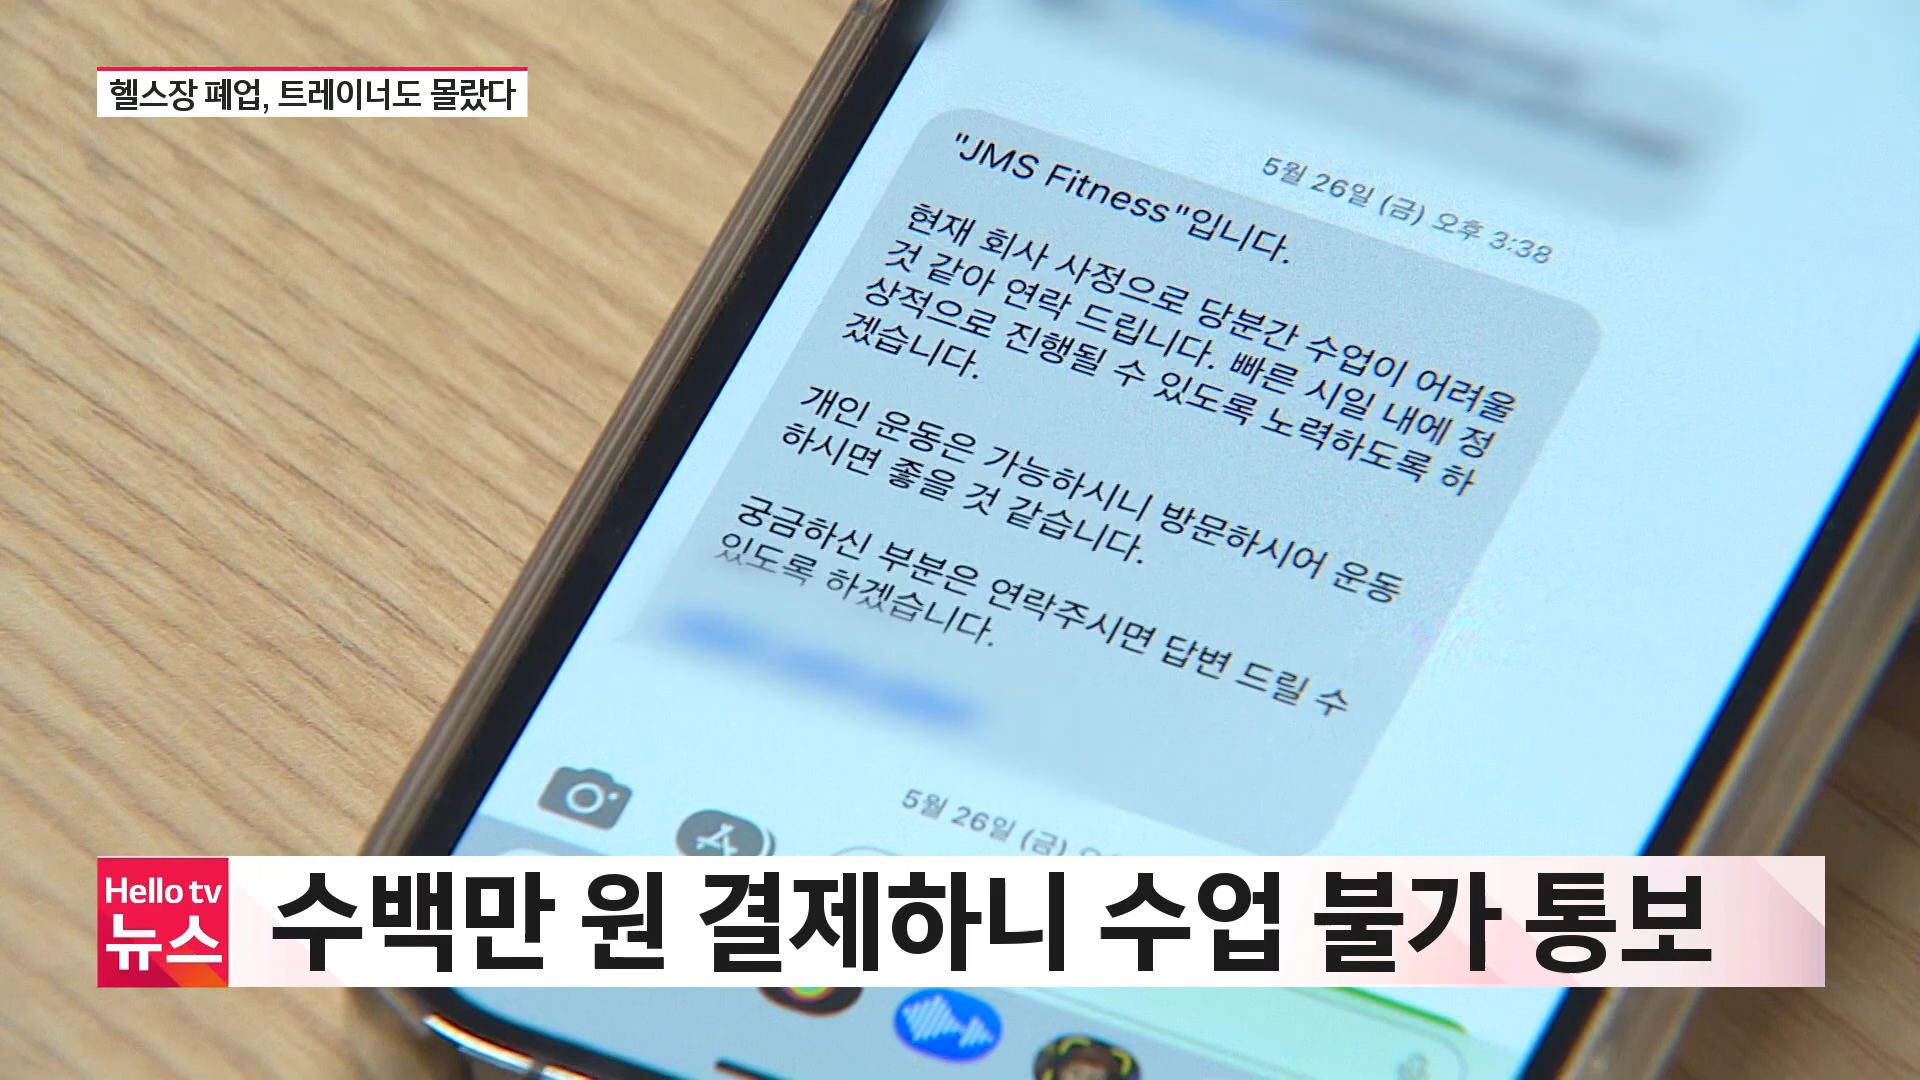 헬스장 폐업, 트레이너도 몰랐다
5월 26일 (금) 오후 3:38
"JMS Fitness"입니다.
현재 회사 사정으로 당분간 수업이 어려울
것 같아 연락 드립니다. 빠른 시일 내에 정
상적으로 진행될 수 있도록 노력하도록 하
겠습니다.
개인 운동은 가능하시니 방문하시어 운동
하시면 좋을 것 같습니다.
궁금하신 부분은 연락주시면 답변 드릴 수
있도록 하겠습니다.
5월 26일 (금)
Hello tv
뉴스
수백만 원 결제하니 수업 불가 통보